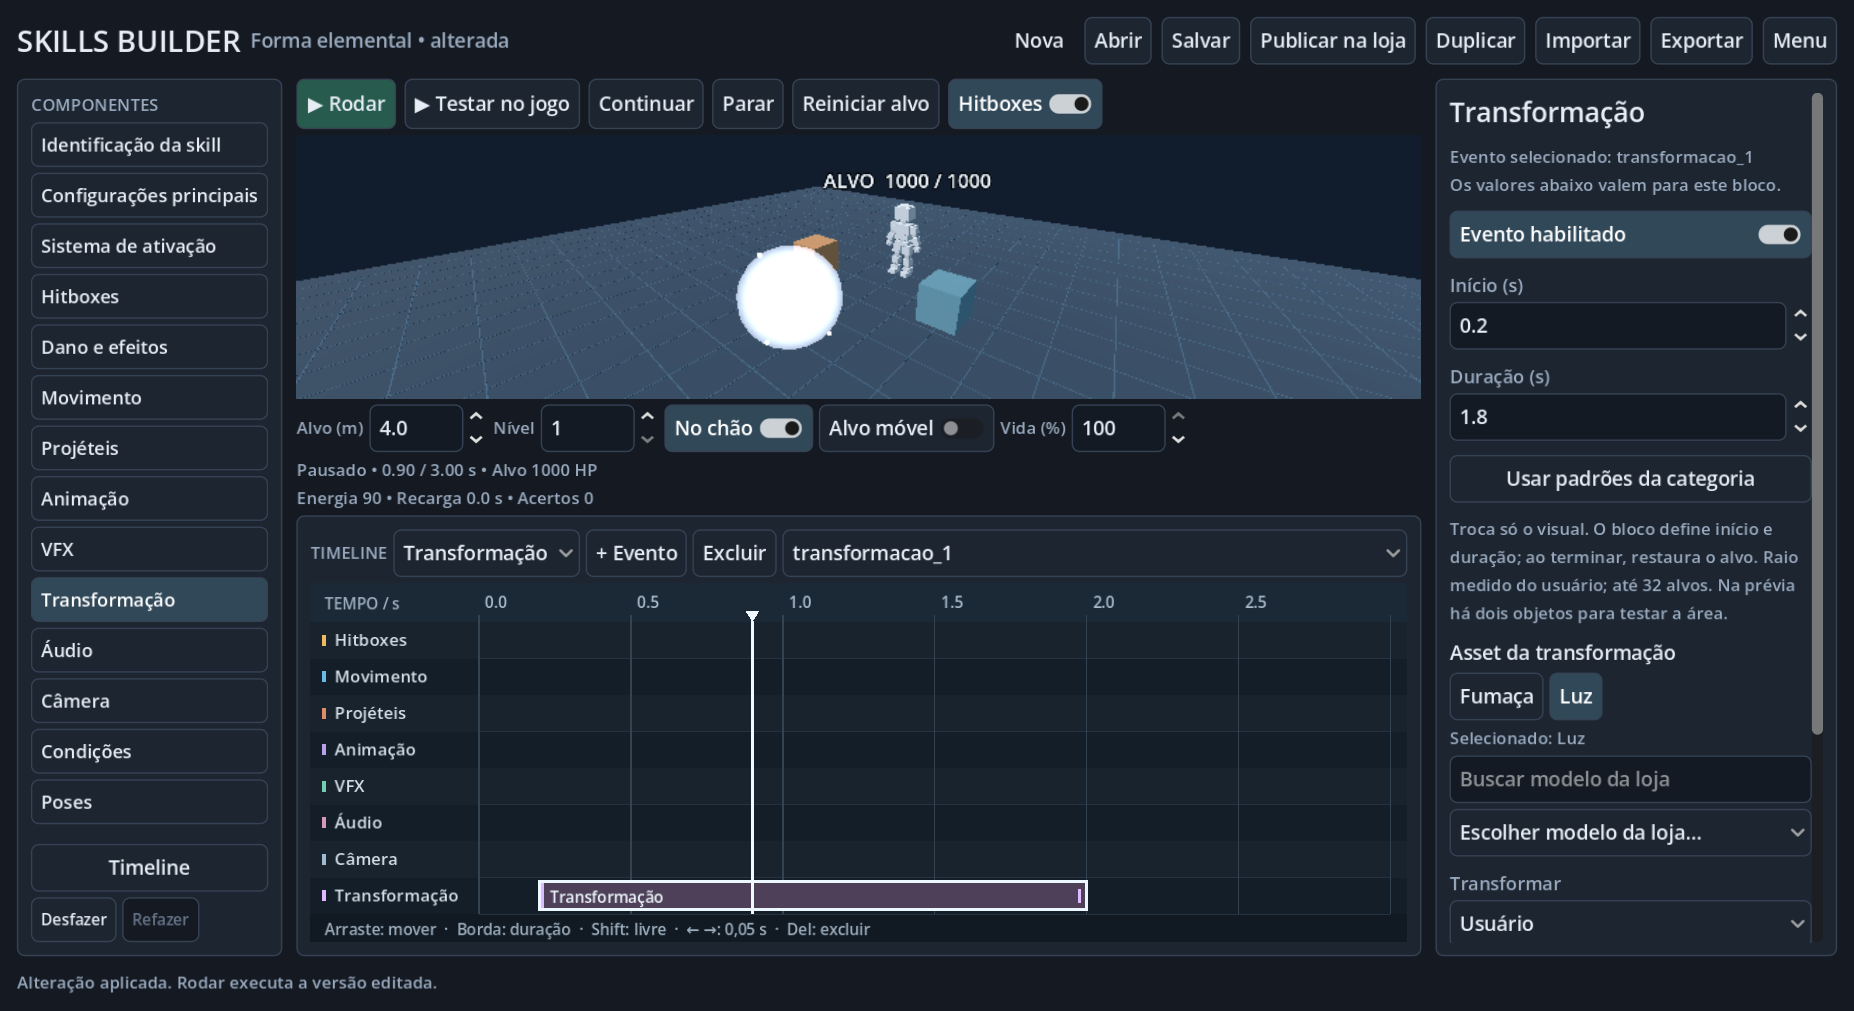 SKILLS BUILDER Forma elemental • alterada
Nova Abrir Salvar Publicar na loja Duplicar Importar Exportar Menu
COMPONENTES
Identificação da skill
Configurações principais
Sistema de ativação
Hitboxes
Dano e efeitos
Movimento
Projéteis
Animação
VFX
Transformação
Áudio
Câmera
Condições
Poses
Timeline
Desfazer Refazer
▶ Rodar ▶ Testar no jogo Continuar Parar Reiniciar alvo Hitboxes
ALVO 1000 / 1000
Alvo (m) 4.0 Nível 1 No chão Alvo móvel Vida (%) 100
Pausado • 0.90 / 3.00 s • Alvo 1000 HP
Energia 90 • Recarga 0.0 s • Acertos 0
TIMELINE Transformação + Evento Excluir transformacao_1
TEMPO / s 0.0 0.5 1.0 1.5 2.0 2.5
Hitboxes
Movimento
Projéteis
Animação
VFX
Áudio
Câmera
Transformação Transformação
Arraste: mover · Borda: duração · Shift: livre · ← →: 0,05 s · Del: excluir
Transformação
Evento selecionado: transformacao_1
Os valores abaixo valem para este bloco.
Evento habilitado
Início (s)
0.2
Duração (s)
1.8
Usar padrões da categoria
Troca só o visual. O bloco define início e
duração; ao terminar, restaura o alvo. Raio
medido do usuário; até 32 alvos. Na prévia
há dois objetos para testar a área.
Asset da transformação
Fumaça Luz
Selecionado: Luz
Buscar modelo da loja
Escolher modelo da loja...
Transformar
Usuário
Alteração aplicada. Rodar executa a versão editada.